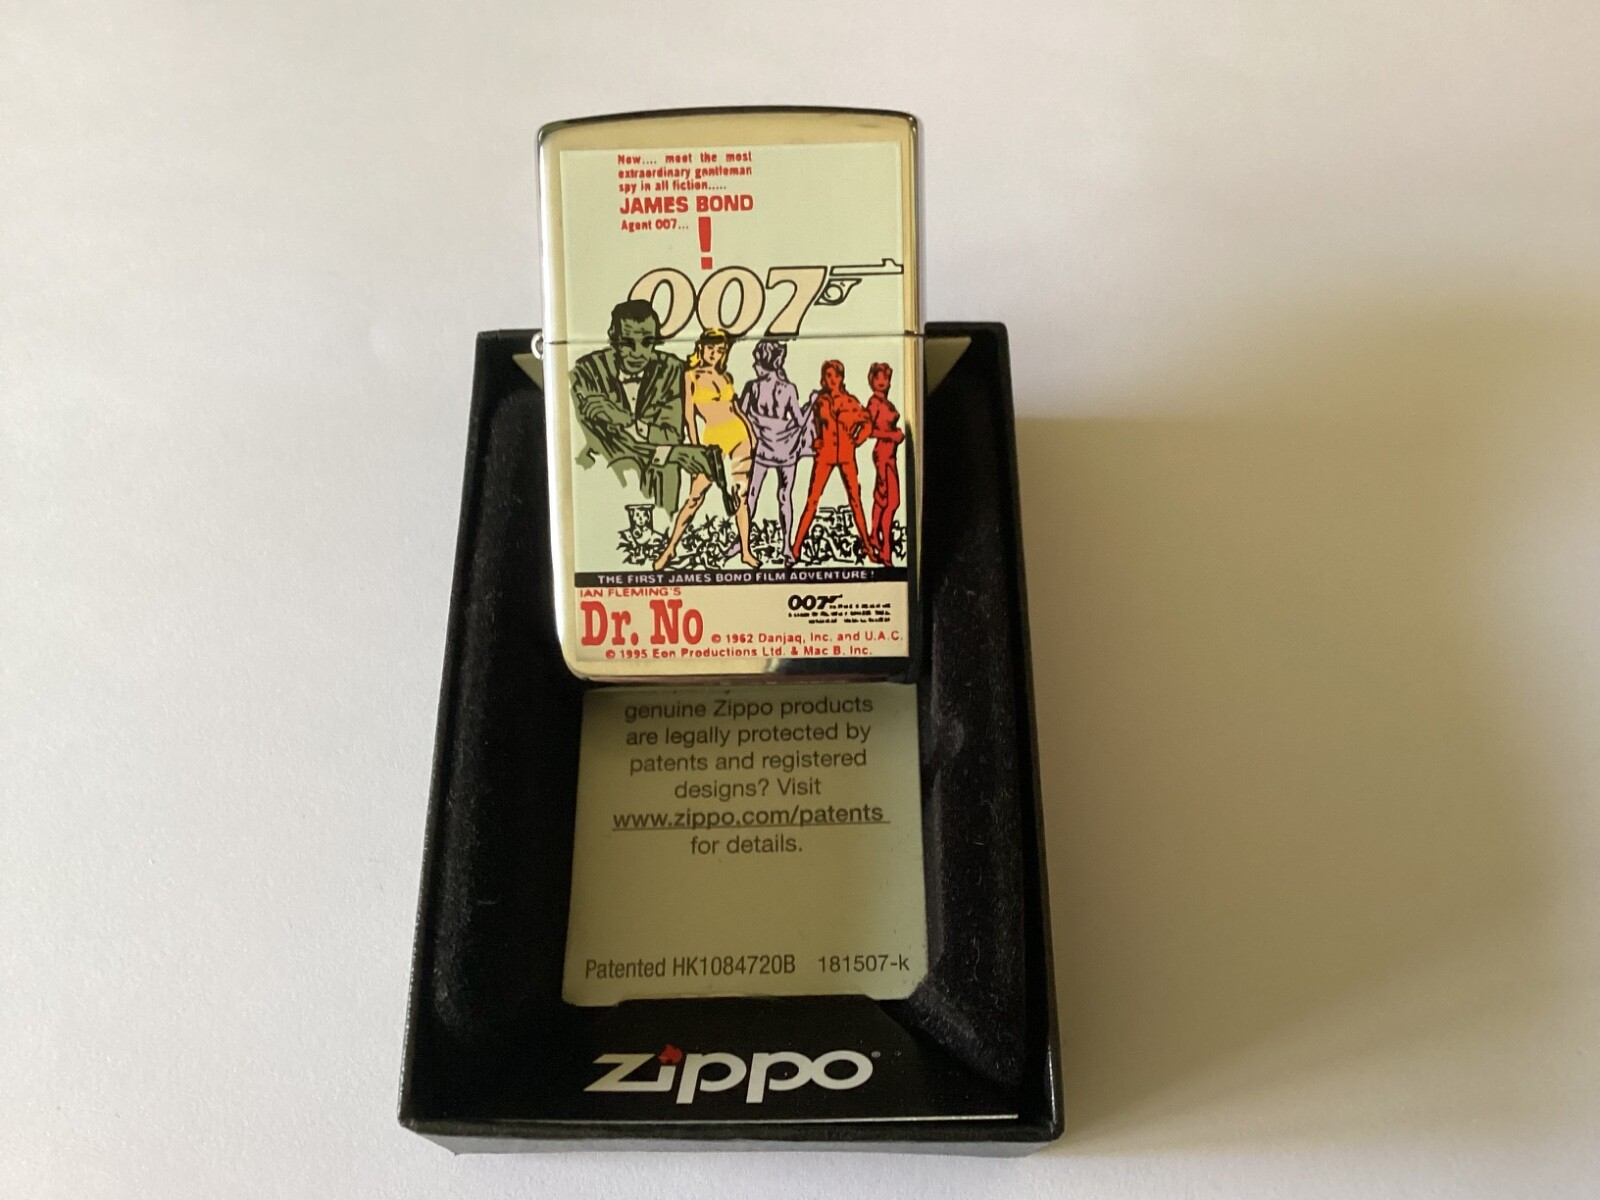 Now.... meet the most
extraordinary gentleman
spy in all fiction.....
JAMES BOND
Agent 007...
!
007
THE FIRST JAMES BOND FILM ADVENTURE!
IAN FLEMING'S
Dr. No
007
© 1962 Danjaq, Inc. and U.A.C.
© 1995 Eon Productions Ltd. & Mac B. Inc.
genuine Zippo products
are legally protected by
patents and registered
designs? Visit
www.zippo.com/patents
for details.
Patented HK1084720B 181507-k
zippo®